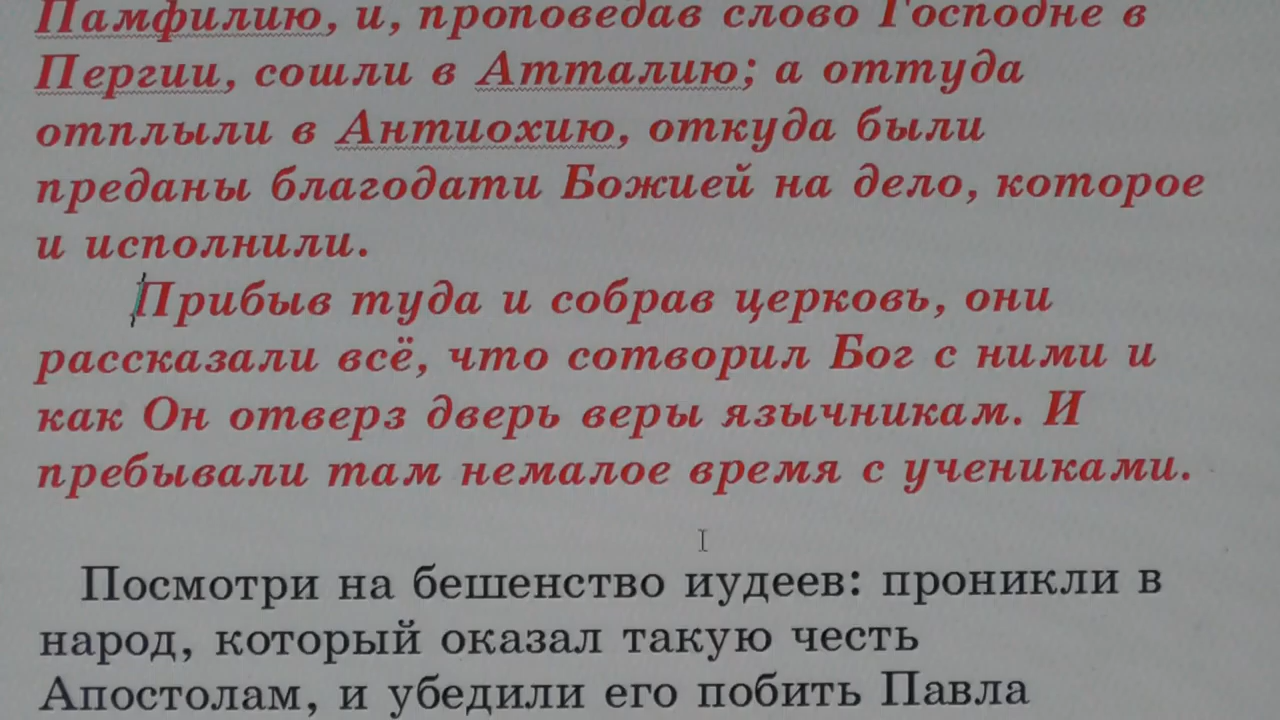 Памфилию, и, проповедав слово Господне в
Пергии, сошли в Атталию; а оттуда
отплыли в Антиохию, откуда были
преданы благодати Божией на дело, которое
и исполнили.
Прибыв туда и собрав церковь, они
рассказали всё, что сотворил Бог с ними и
как Он отверз дверь веры язычникам. И
пребывали там немалое время с учениками.
Посмотри на бешенство иудеев: проникли в
народ, который оказал такую честь
Апостолам, и убедили его побить Павла